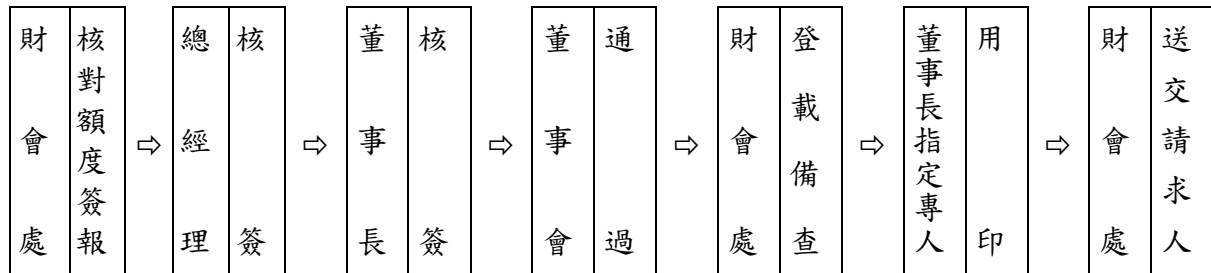 財會處 核對額度簽報
⇨
總經理 核簽
⇨
董事長 核簽
⇨
董事會 通過
⇨
財會處 登載備查
⇨
董事長指定專人 用印
⇨
財會處 送交請求人